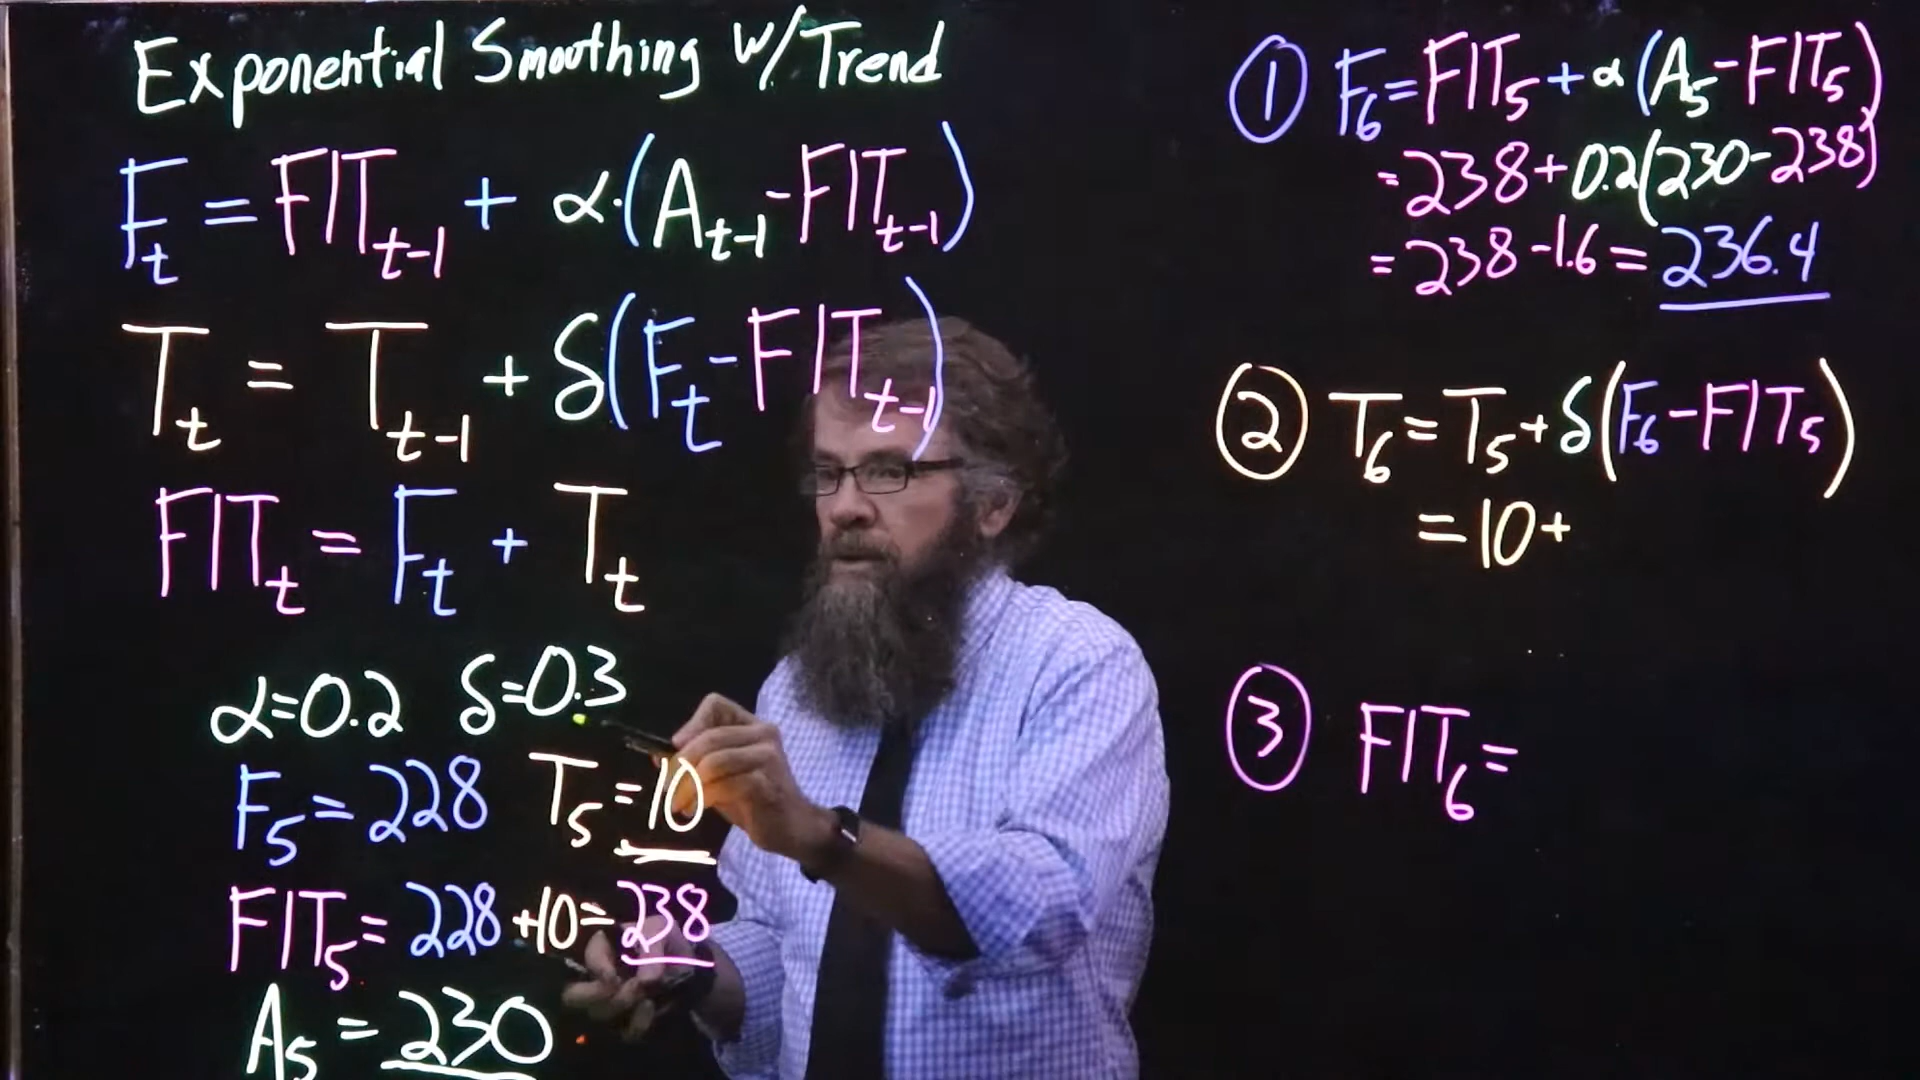 Exponential Smoothing w/Trend
Fₜ = FITₜ₋₁ + α·(Aₜ₋₁ - FITₜ₋₁)
Tₜ = Tₜ₋₁ + δ(Fₜ - FITₜ₋₁)
FITₜ = Fₜ + Tₜ
α=0.2 δ=0.3
F₅ = 228 T₅ = 10
FIT₅ = 228 +10 = 238
A₅ = 230
① F₆ = FIT₅ + α(A₅ - FIT₅)
= 238 + 0.2(230 - 238)
= 238 - 1.6 = 236.4
② T₆ = T₅ + δ(F₆ - FIT₅)
= 10 +
③ FIT₆ =